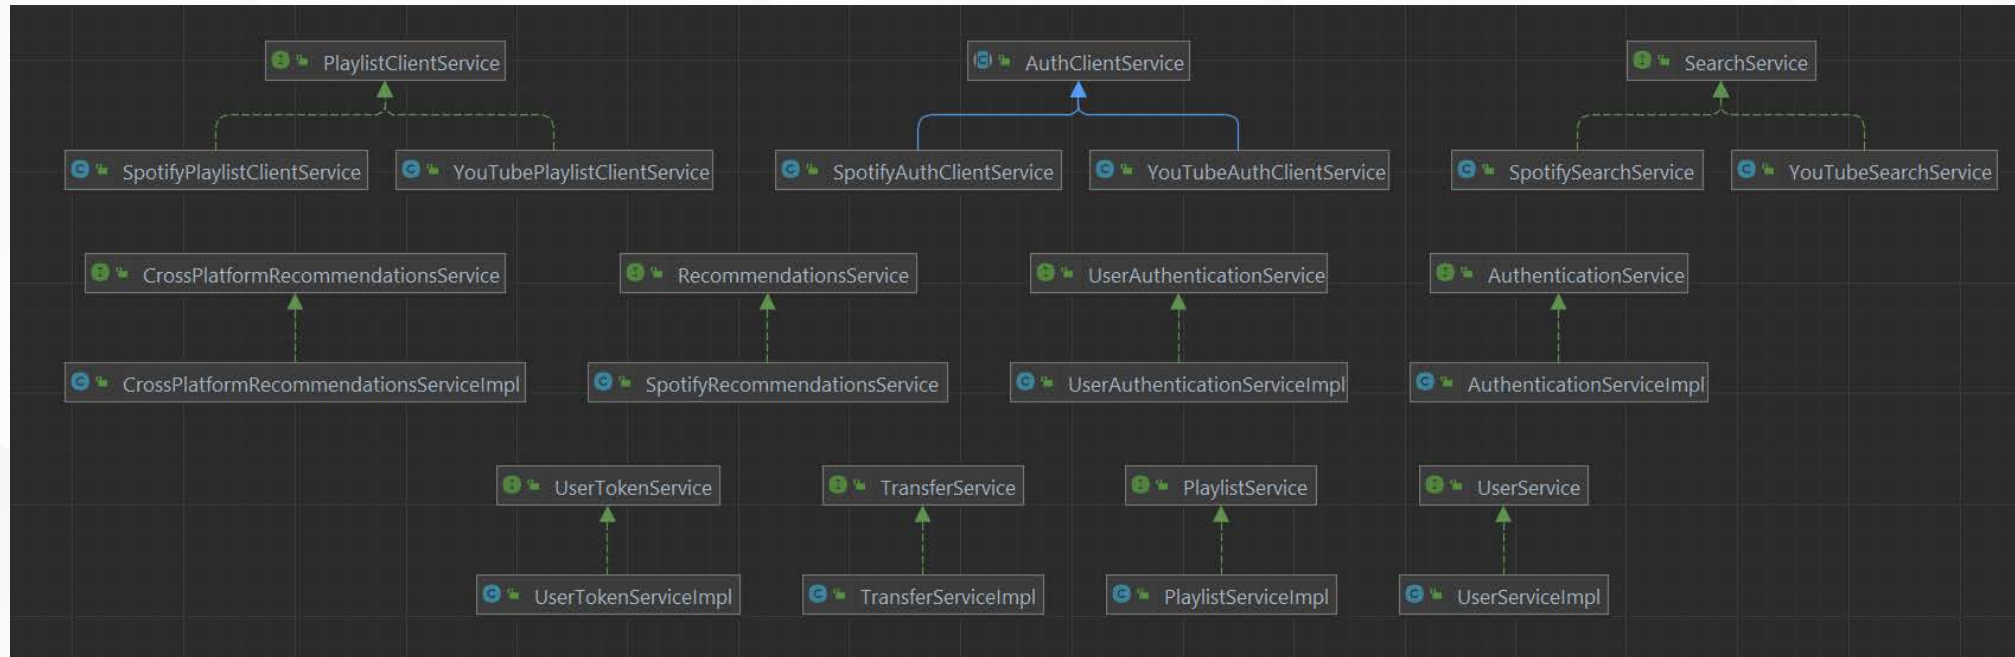 PlaylistClientService
AuthClientService
SearchService
SpotifyPlaylistClientService
YouTubePlaylistClientService
SpotifyAuthClientService
YouTubeAuthClientService
SpotifySearchService
YouTubeSearchService
CrossPlatformRecommendationsService
RecommendationsService
UserAuthenticationService
AuthenticationService
CrossPlatformRecommendationsServiceImpl
SpotifyRecommendationsService
UserAuthenticationServiceImpl
AuthenticationServiceImpl
UserTokenService
TransferService
PlaylistService
UserService
UserTokenServiceImpl
TransferServiceImpl
PlaylistServiceImpl
UserServiceImpl